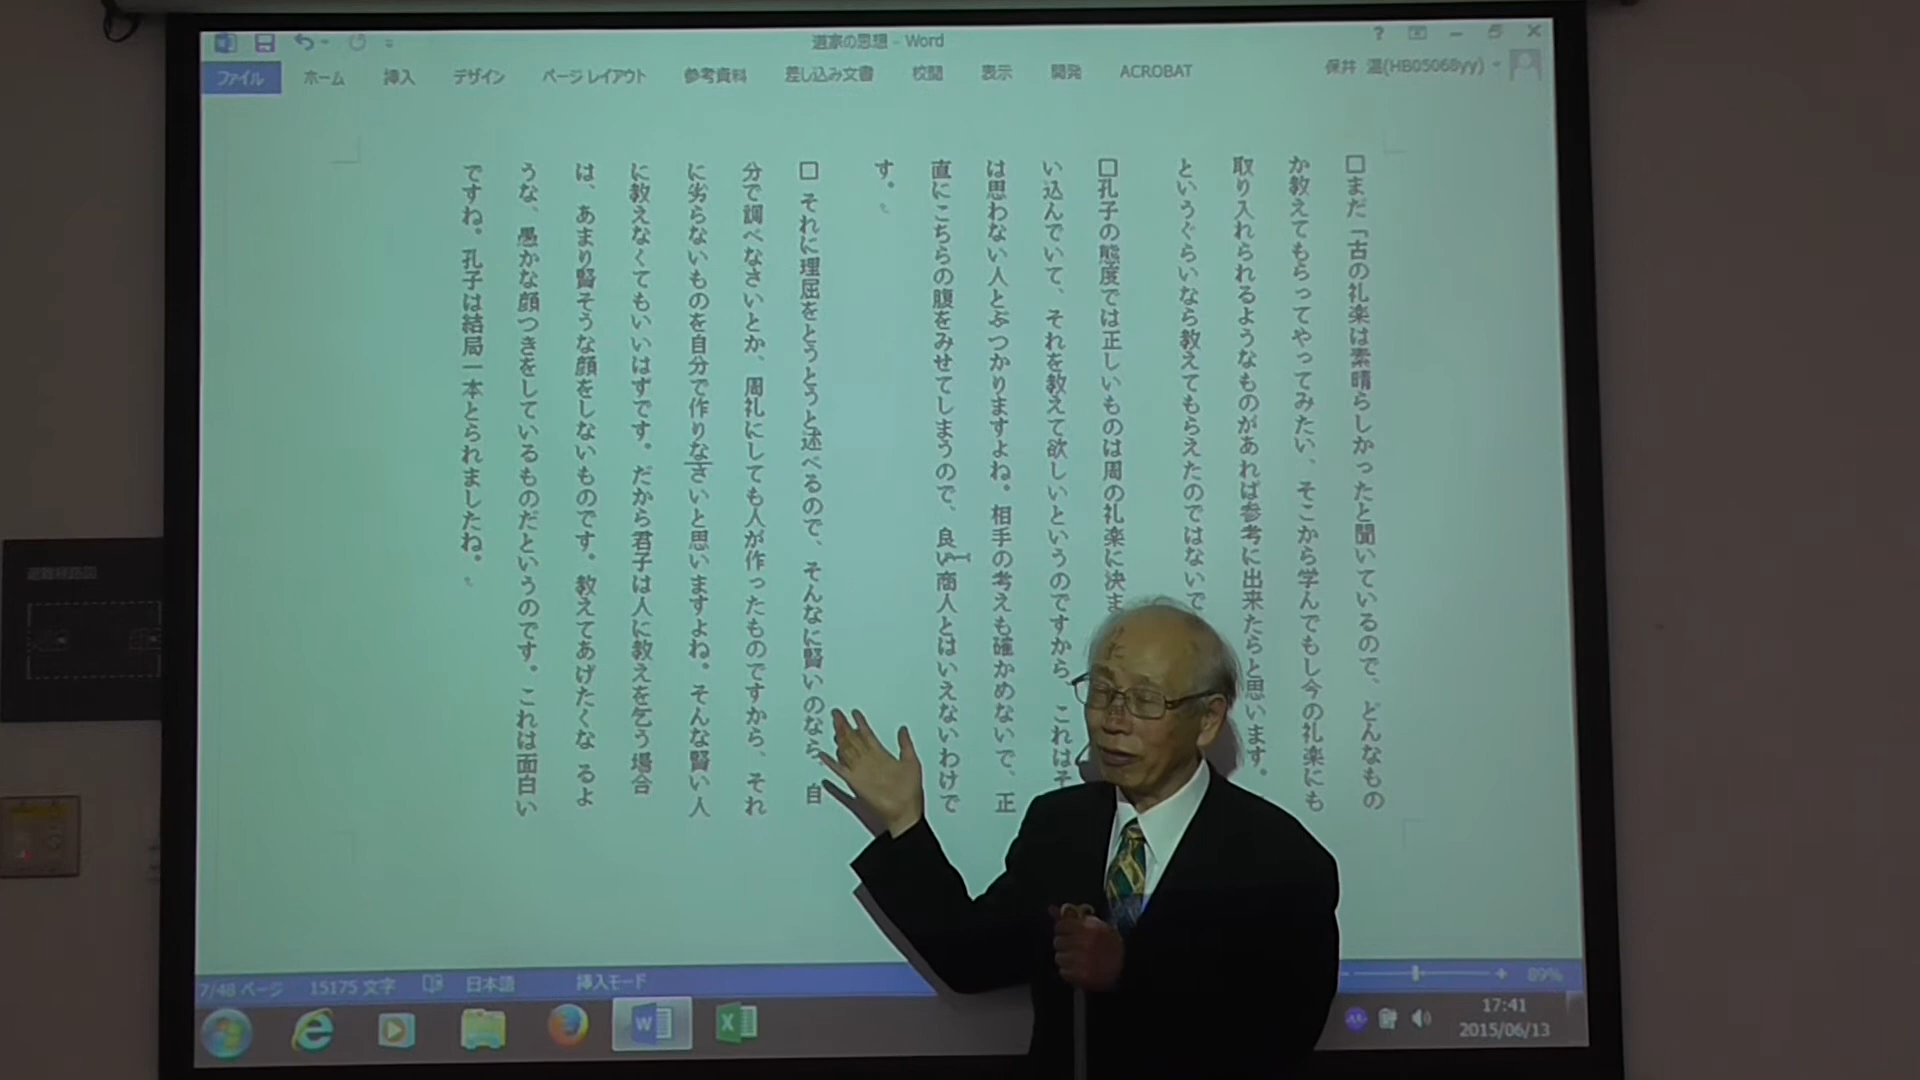 道家の思想 - Word
ファイル ホーム 挿入 デザイン ページ レイアウト 参考資料 差し込み文書 校閲 表示 開発 ACROBAT
保井 温(HB05068yy)
□まだ「古の礼楽は素晴らしかったと聞いているので、どんなもの
か教えてもらってやってみたい、そこから学んでもし今の礼楽にも
取り入れられるようなものがあれば参考に出来たらと思います。
というぐらいなら教えてもらえたのではないで
□孔子の態度では正しいものは周の礼楽に決ま
い込んでいて、それを教えて欲しいというのですから、これはそ
は思わない人とぶつかりますよね。相手の考えも確かめないで、正
直にこちらの腹をみせてしまうので、良い商人とはいえないわけで
す。
□ それに理屈をとうとうと述べるので、そんなに賢いのなら、自
分で調べなさいとか、周礼にしても人が作ったものですから、それ
に劣らないものを自分で作りなさいと思いますよね。そんな賢い人
に教えなくてもいいはずです。だから君子は人に教えを乞う場合
は、あまり賢そうな顔をしないものです。教えてあげたくな るよ
うな、愚かな顔つきをしているものだというのです。これは面白い
ですね。孔子は結局一本とられましたね。
7/48 ページ 15175 文字 日本語 挿入モード
89%
17:41
2015/06/13